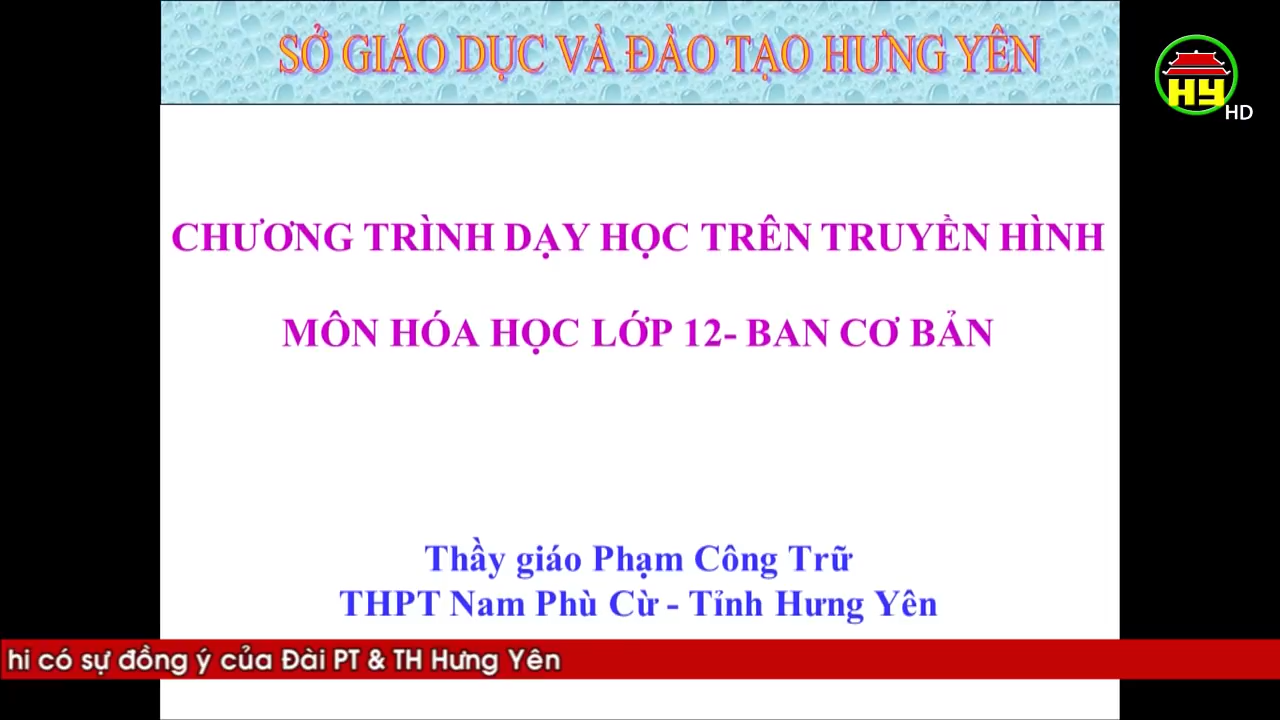 SỞ GIÁO DỤC VÀ ĐÀO TẠO HƯNG YÊN
HY
HD
CHƯƠNG TRÌNH DẠY HỌC TRÊN TRUYỀN HÌNH
MÔN HÓA HỌC LỚP 12- BAN CƠ BẢN
Thầy giáo Phạm Công Trữ
THPT Nam Phù Cừ - Tỉnh Hưng Yên
hi có sự đồng ý của Đài PT & TH Hưng Yên